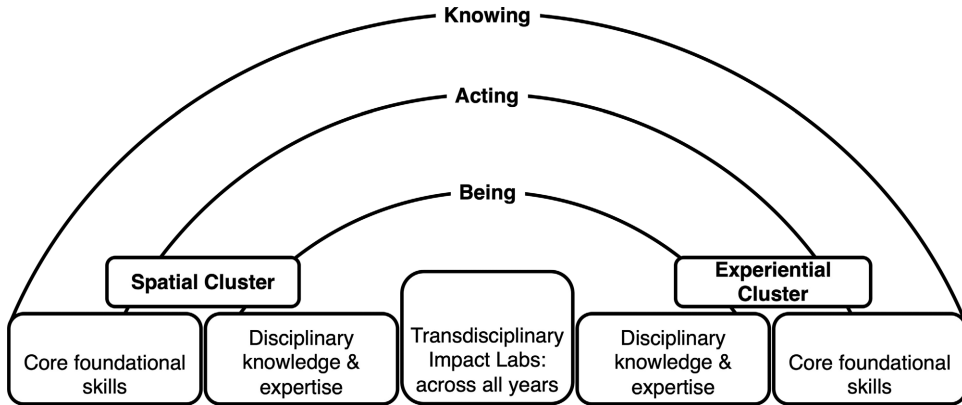 Knowing
Acting
Being
Spatial Cluster
Experiential
Cluster
Core foundational
skills
Disciplinary
knowledge &
expertise
Transdisciplinary
Impact Labs:
across all years
Disciplinary
knowledge &
expertise
Core foundational
skills